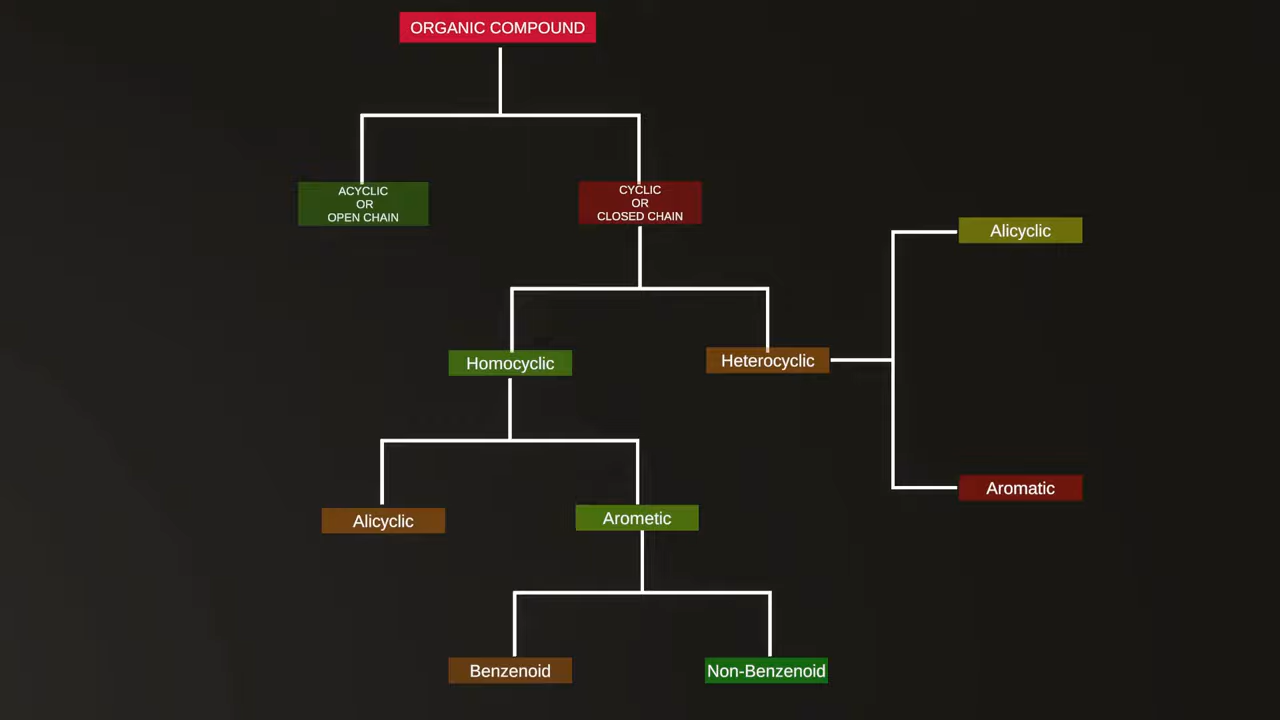 ORGANIC COMPOUND
ACYCLIC
OR
OPEN CHAIN
CYCLIC
OR
CLOSED CHAIN
Alicyclic
Homocyclic
Heterocyclic
Aromatic
Alicyclic
Arometic
Benzenoid
Non-Benzenoid